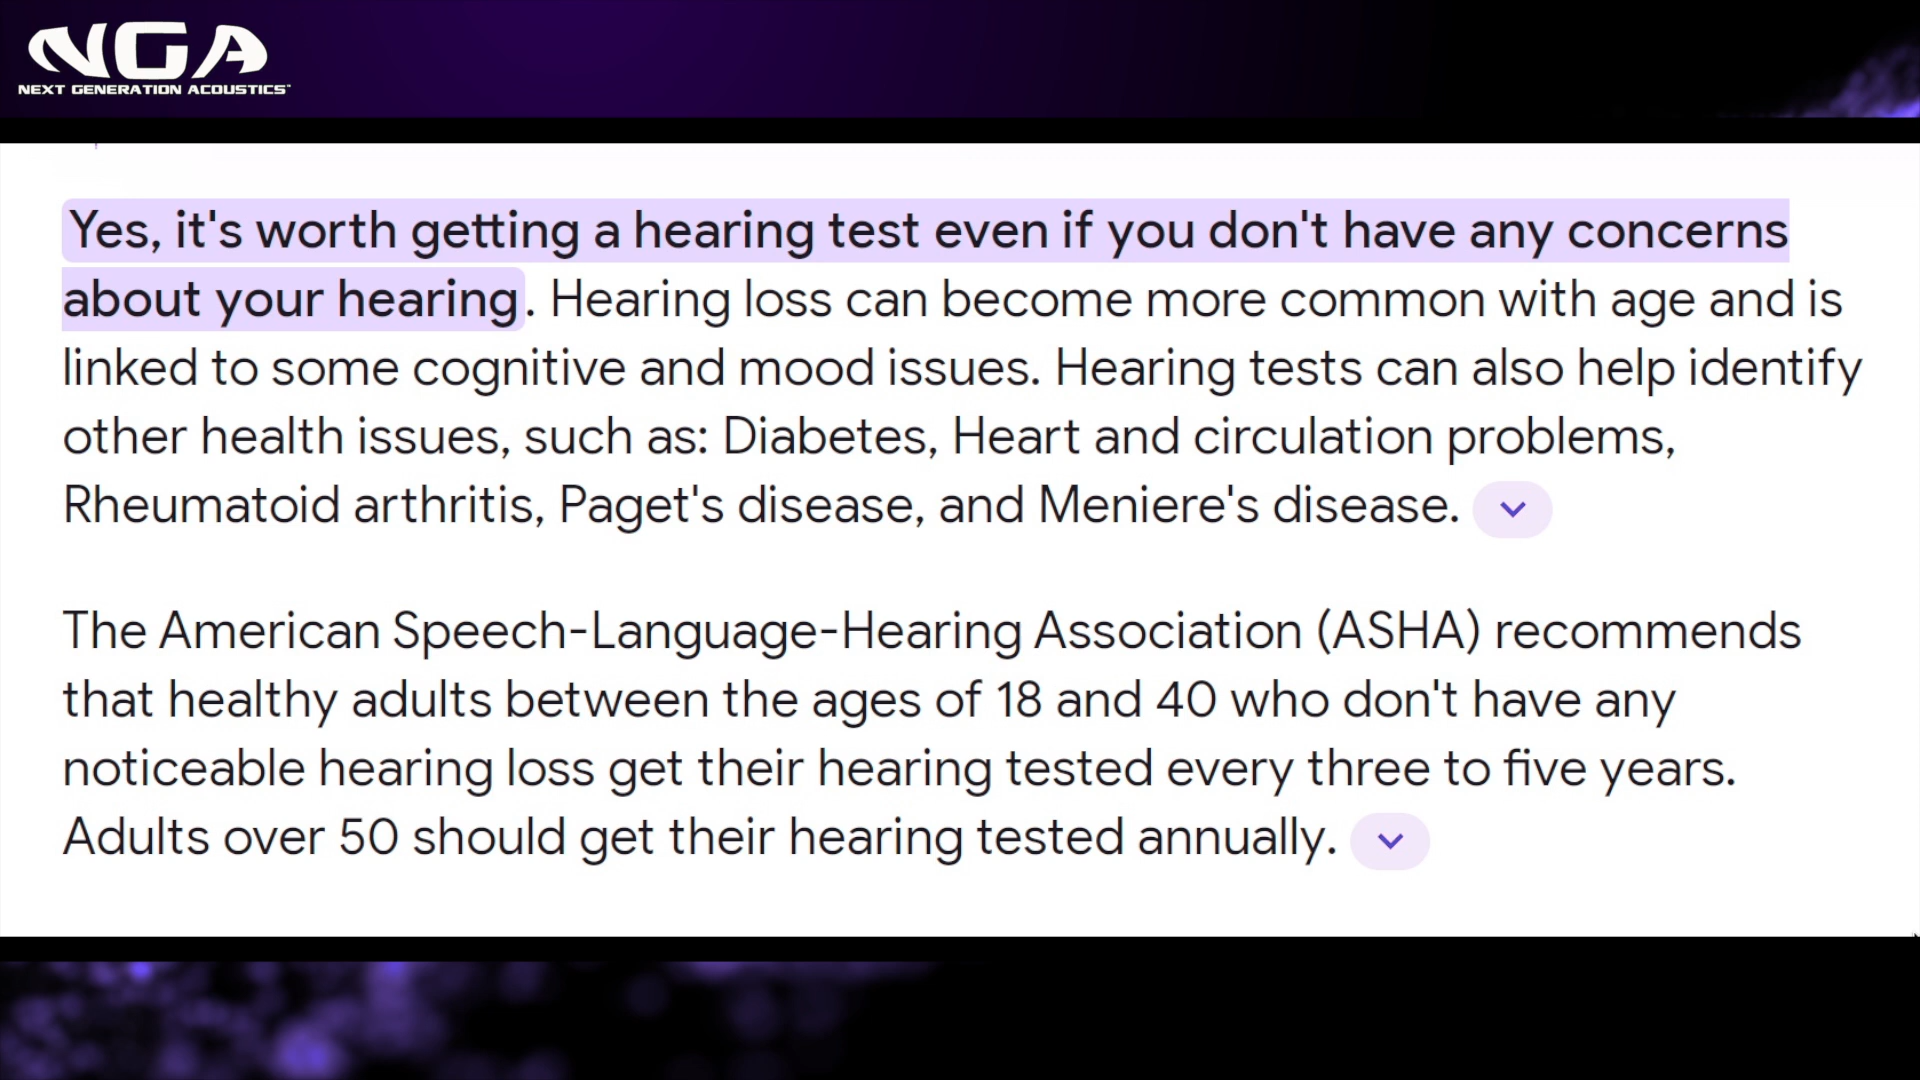 NGA
NEXT GENERATION ACOUSTICS™
Yes, it's worth getting a hearing test even if you don't have any concerns
about your hearing. Hearing loss can become more common with age and is
linked to some cognitive and mood issues. Hearing tests can also help identify
other health issues, such as: Diabetes, Heart and circulation problems,
Rheumatoid arthritis, Paget's disease, and Meniere's disease.
The American Speech-Language-Hearing Association (ASHA) recommends
that healthy adults between the ages of 18 and 40 who don't have any
noticeable hearing loss get their hearing tested every three to five years.
Adults over 50 should get their hearing tested annually.